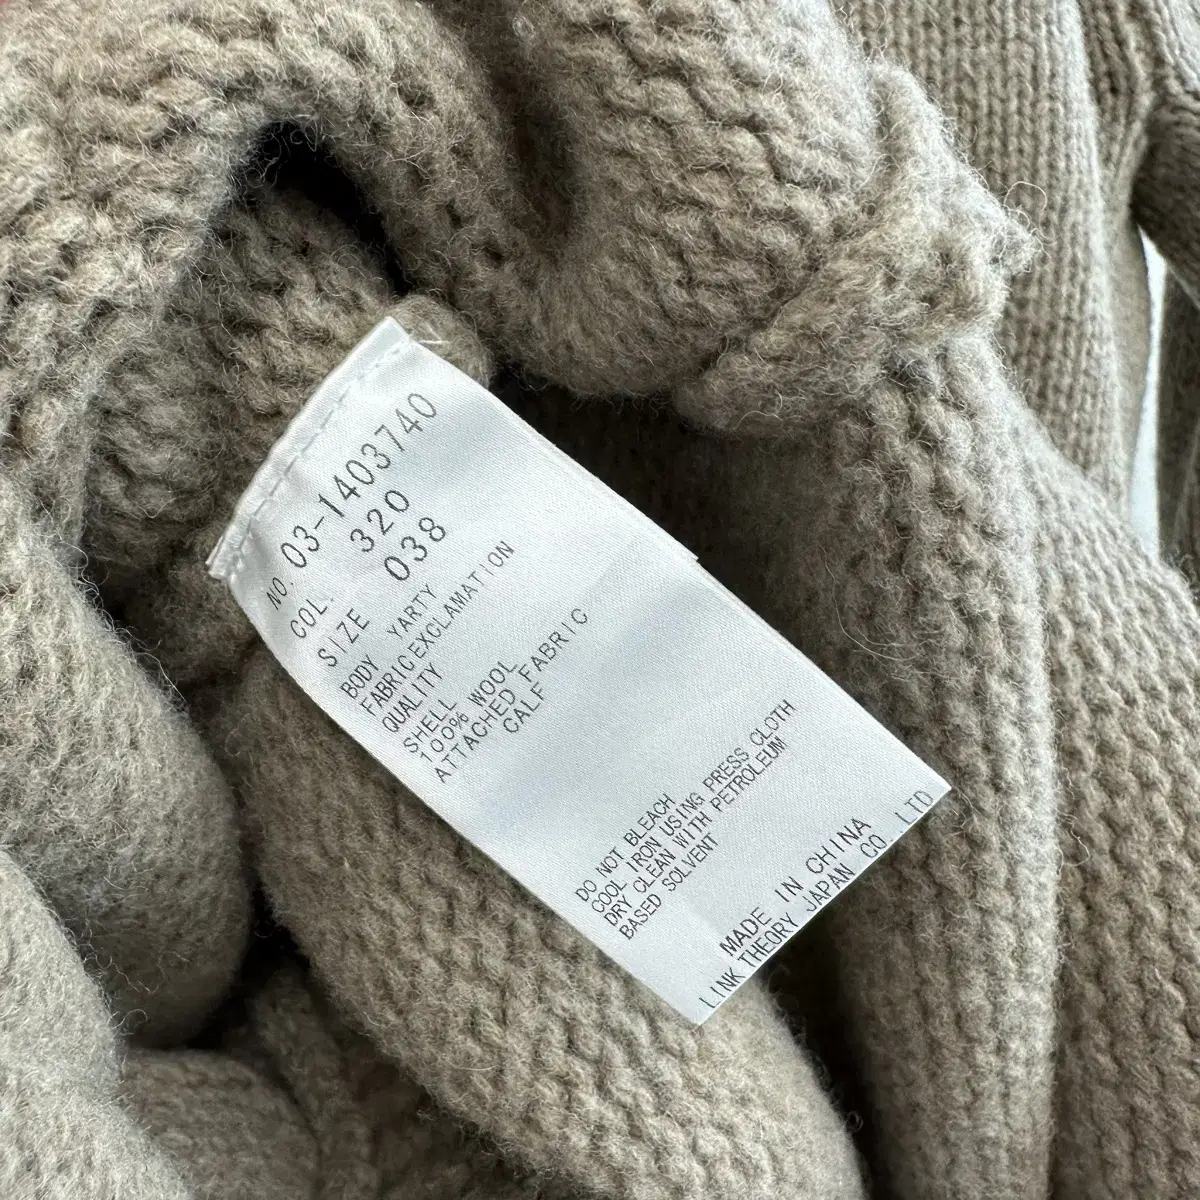 NO. 03-1403740
COL. 320
SIZE 038
BODY YARTY
FABRIC EXCLAMATION
QUALITY
SHELL
100% WOOL
ATTACHED FABRIC
CALF
DO NOT BLEACH
COOL IRON USING PRESS CLOTH
DRY CLEAN WITH PETROLEUM
BASED SOLVENT
MADE IN CHINA
LINK THEORY JAPAN CO.,LTD